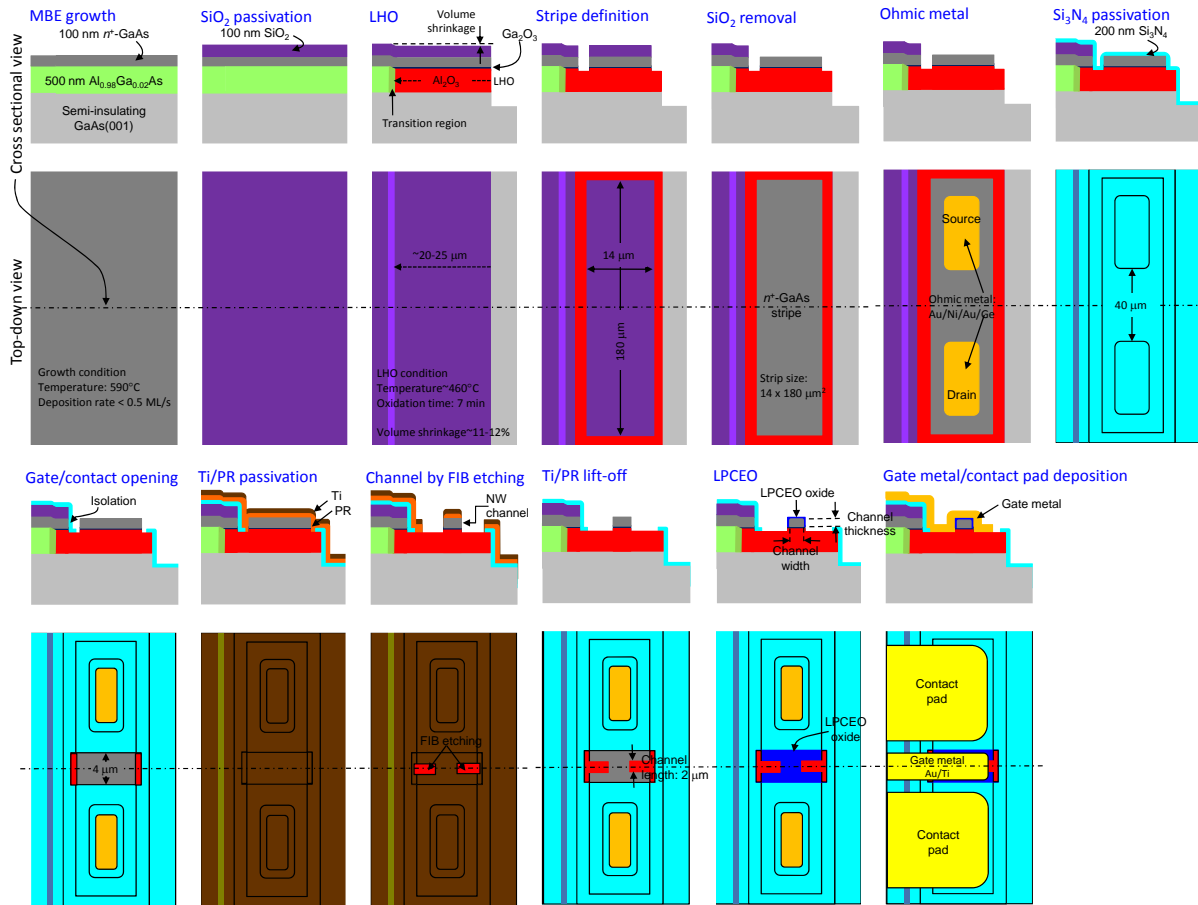 MBE growth
SiO2 passivation
LHO
Stripe definition
SiO2 removal
Ohmic metal
Si3N4 passivation
100 nm n+-GaAs
100 nm SiO2
Volume
shrinkage
Ga2O3
200 nm Si3N4
500 nm Al0.98Ga0.02As
Al2O3
LHO
Semi-insulating
GaAs(001)
Transition region
Cross sectional view
Top-down view
Growth condition
Temperature: 590°C
Deposition rate < 0.5 ML/s
~20-25 μm
LHO condition
Temperature~460°C
Oxidation time: 7 min
Volume shrinkage~11-12%
14 μm
180 μm
n+-GaAs
stripe
Strip size:
14 x 180 μm2
Source
Ohmic metal:
Au/Ni/Au/Ge
Drain
40 μm
Gate/contact opening
Ti/PR passivation
Channel by FIB etching
Ti/PR lift-off
LPCEO
Gate metal/contact pad deposition
Isolation
Ti
PR
NW
channel
LPCEO oxide
Channel
thickness
Channel
width
Gate metal
4 μm
FIB etching
Channel
length: 2 μm
LPCEO
oxide
Contact
pad
Gate metal
Au/Ti
Contact
pad